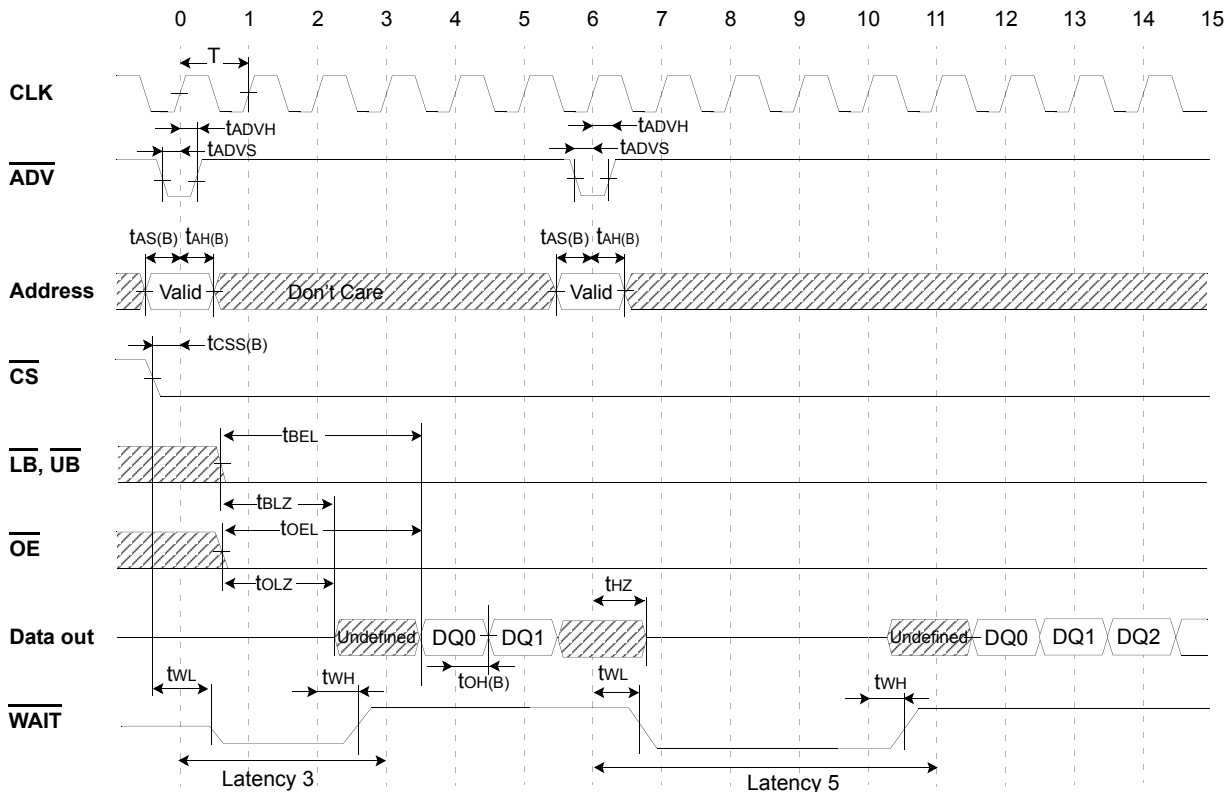 0 1 2 3 4 5 6 7 8 9 10 11 12 13 14 15
T
CLK
tADVH tADVH
tADVS tADVS
ADV
tAS(B) tAH(B) tAS(B) tAH(B)
Address Valid Don't Care Valid
tCSS(B)
CS
tBEL
LB, UB
tBLZ
tOEL
OE
tOLZ
tHZ
Data out Undefined DQ0 DQ1 Undefined DQ0 DQ1 DQ2
tOH(B)
tWL tWH tWL tWH
WAIT
Latency 3 Latency 5